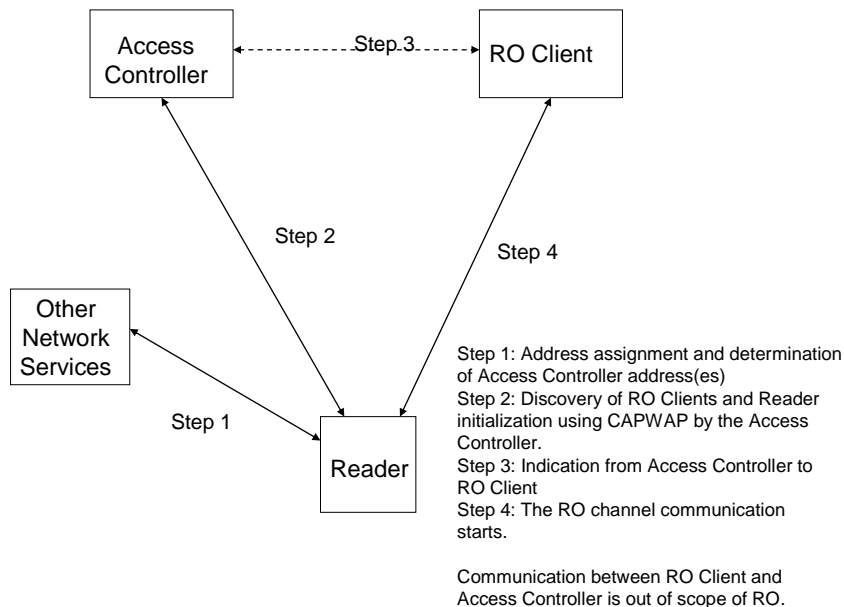 Access
Controller
Step 3
RO Client
Step 2
Step 4
Other
Network
Services
Step 1
Reader
Step 1: Address assignment and determination
of Access Controller address(es)
Step 2: Discovery of RO Clients and Reader
initialization using CAPWAP by the Access
Controller.
Step 3: Indication from Access Controller to
RO Client
Step 4: The RO channel communication
starts.
Communication between RO Client and
Access Controller is out of scope of RO.